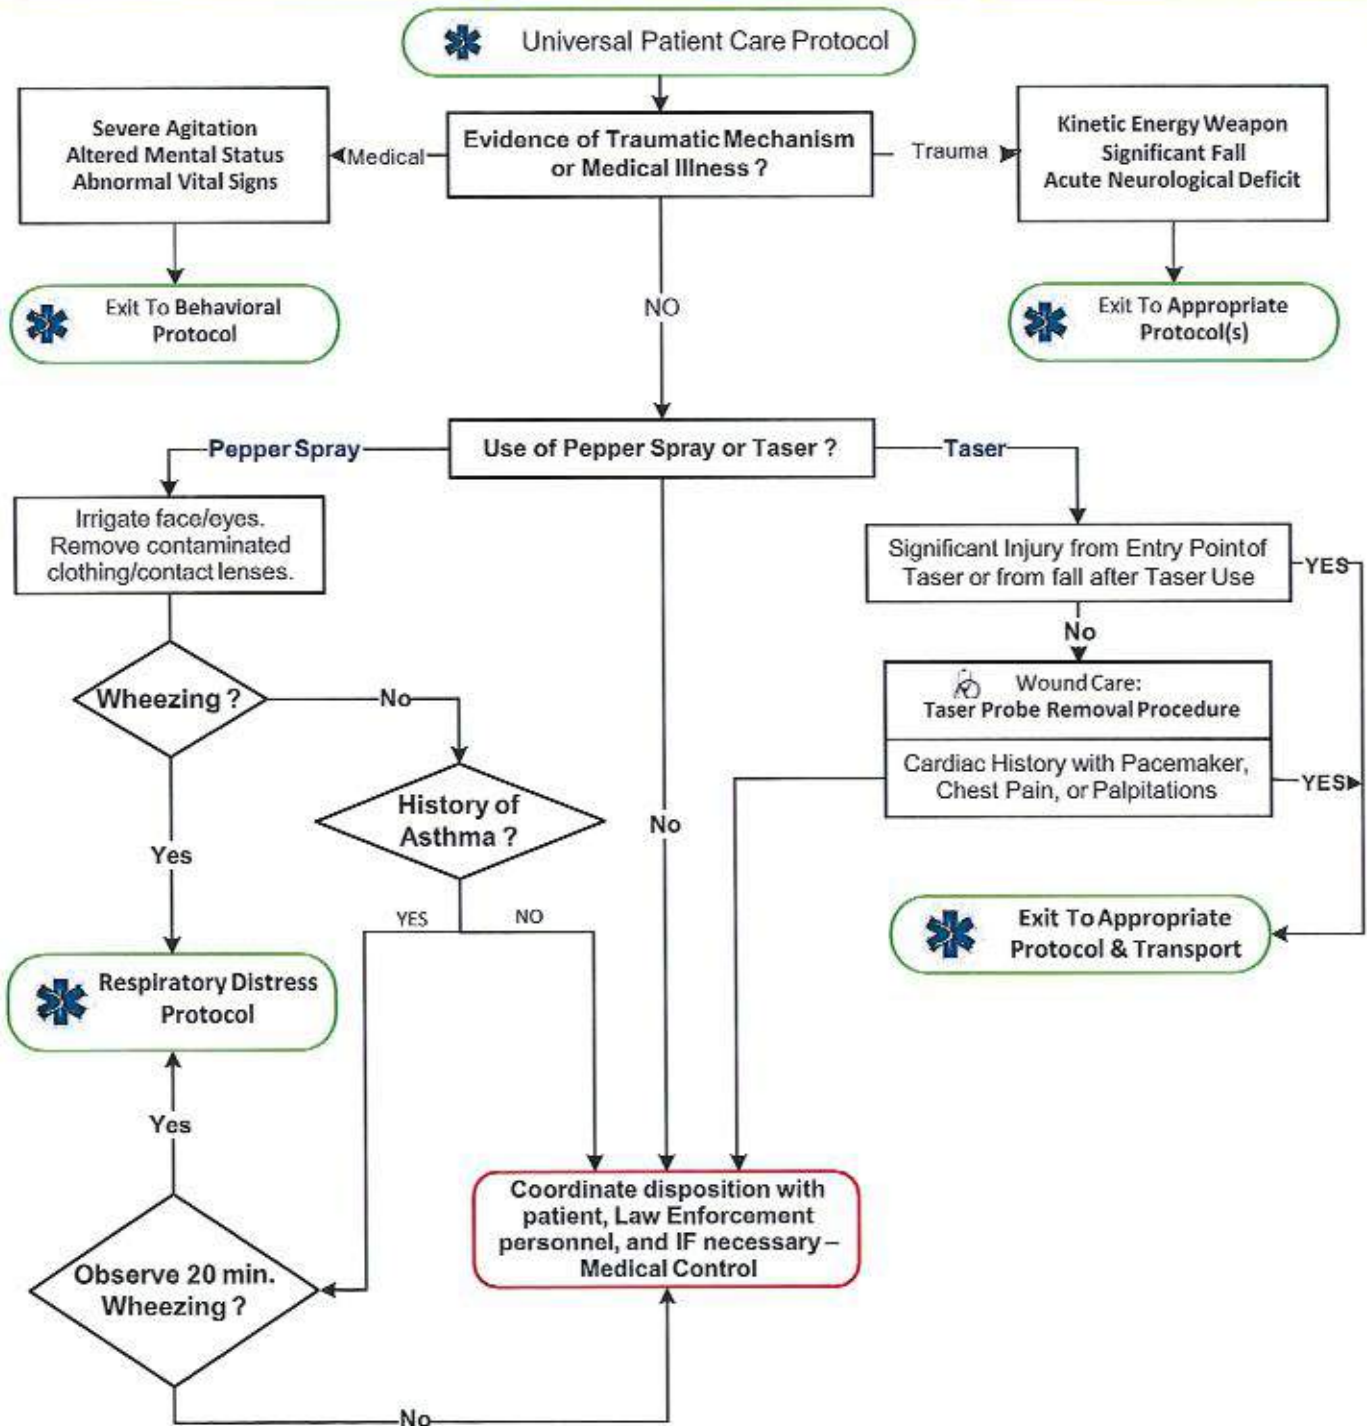 Universal Patient Care Protocol
Severe Agitation
Altered Mental Status
Abnormal Vital Signs
Medical
Evidence of Traumatic Mechanism
or Medical Illness ?
Trauma
Kinetic Energy Weapon
Significant Fall
Acute Neurological Deficit
Exit To Behavioral
Protocol
NO
Exit To Appropriate
Protocol(s)
Pepper Spray
Use of Pepper Spray or Taser ?
Taser
Irrigate face/eyes.
Remove contaminated
clothing/contact lenses.
Significant Injury from Entry Point of
Taser or from fall after Taser Use
YES
No
Wheezing ?
No
Wound Care:
Taser Probe Removal Procedure
Cardiac History with Pacemaker,
Chest Pain, or Palpitations
YES
History of
Asthma ?
No
Yes
YES
NO
Exit To Appropriate
Protocol & Transport
Respiratory Distress
Protocol
Yes
Coordinate disposition with
patient, Law Enforcement
personnel, and IF necessary –
Medical Control
Observe 20 min.
Wheezing ?
No